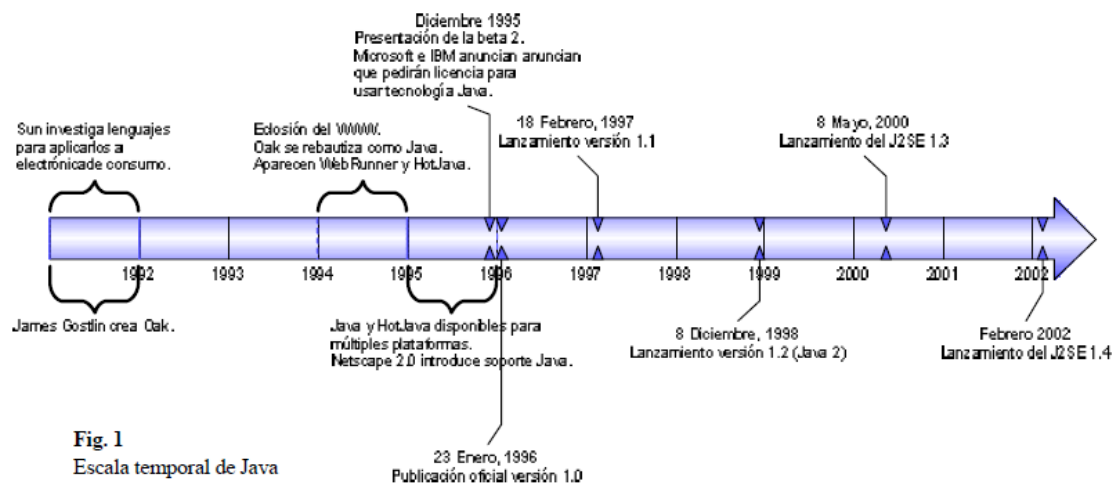 Diciembre 1995
Presentación de la beta 2.
Microsoft e IBM anuncian anuncian
que pedirán licencia para
usar tecnología Java.
Sun investiga lenguajes
para aplicarlos a
electrónicade consumo.
Eclosión del WWW.
Oak se rebautiza como Java.
Aparecen WebRunner y HotJava.
18 Febrero, 1997
Lanzamiento versión 1.1
8 Mayo, 2000
Lanzamiento del J2SE 1.3
1992
1993
1994
1995
1996
1997
1998
1999
2000
2001
2002
James Gostlin crea Oak.
Java y HotJava disponibles para
múltiples plataformas.
Netscape 2.0 introduce soporte Java.
8 Diciembre, 1998
Lanzamiento versión 1.2 (Java 2)
Febrero 2002
Lanzamiento del J2SE 1.4
23 Enero, 1996
Publicación oficial versión 1.0
Fig. 1
Escala temporal de Java